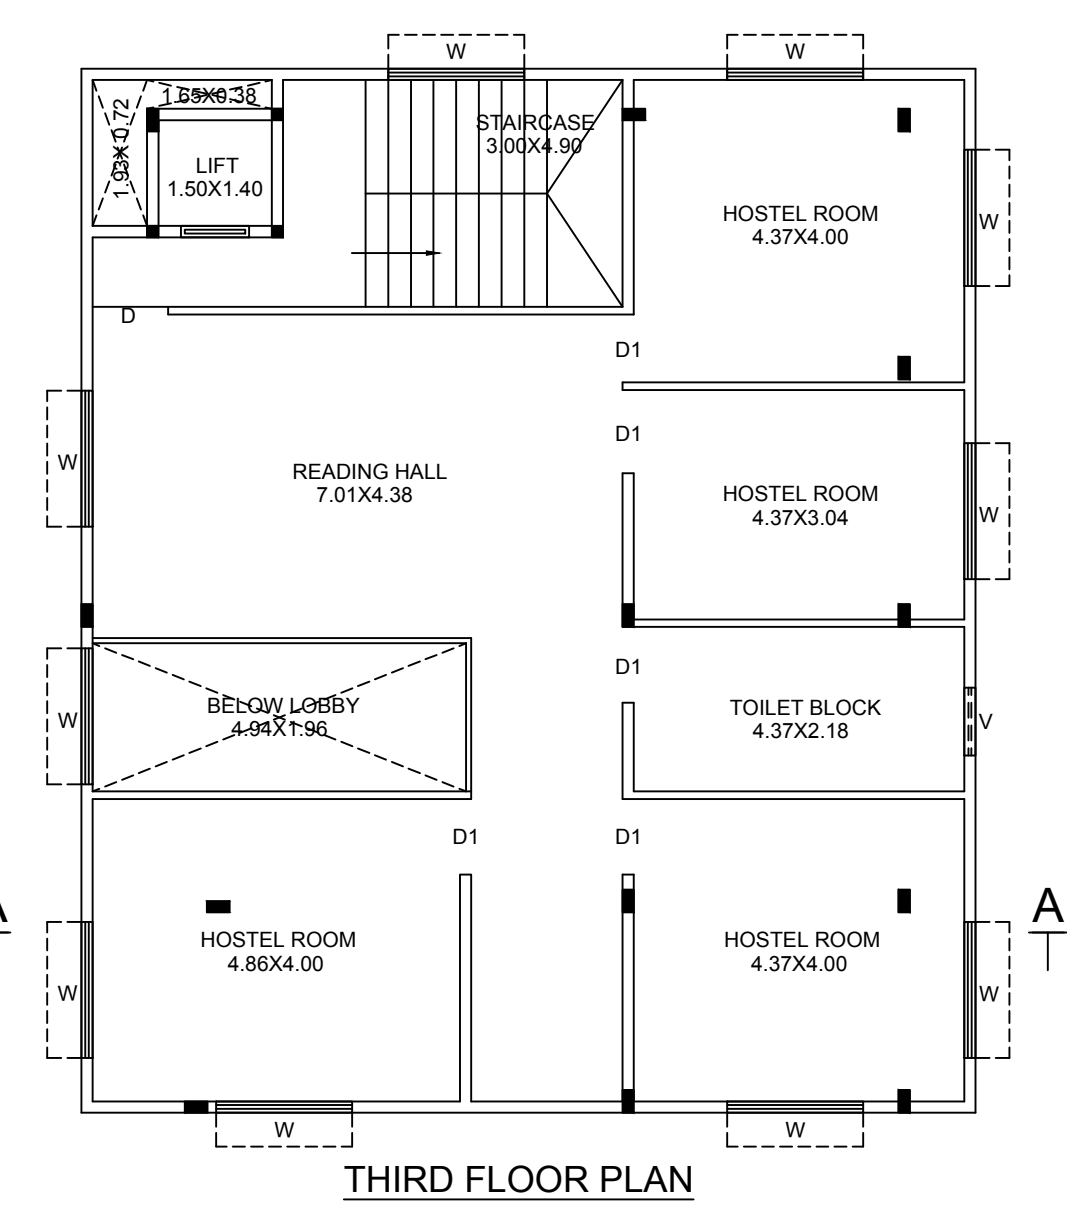 W
W
1.65X0.38
1.93X 0.72
STAIRCASE
3.00X4.90
LIFT
1.50X1.40
HOSTEL ROOM
4.37X4.00
W
D
D1
D1
W
READING HALL
7.01X4.38
HOSTEL ROOM
4.37X3.04
W
D1
W
BELOW LOBBY
4.94X1.96
TOILET BLOCK
4.37X2.18
V
D1
D1
A
A
HOSTEL ROOM
4.86X4.00
HOSTEL ROOM
4.37X4.00
W
W
W
W
THIRD FLOOR PLAN